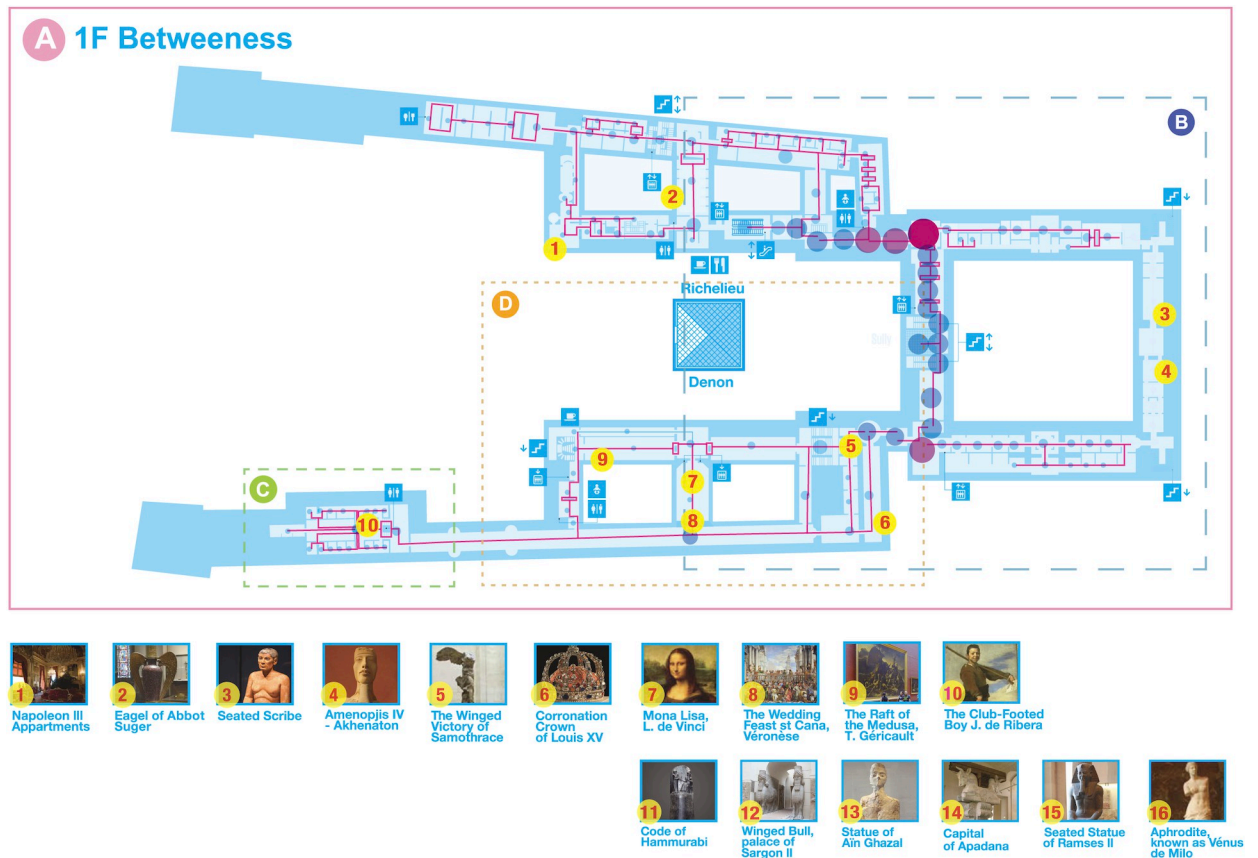 A 1F Betweeness
B
2
1
Richelieu
D
3
Denon
4
5
9
7
C
10
8
6
1
Napoleon III
Appartments
2
Eagel of Abbot
Suger
3
Seated Scribe
4
Amenopjis IV
- Akhenaton
5
The Winged
Victory of
Samothrace
6
Corronation
Crown
of Louis XV
7
Mona Lisa,
L. de Vinci
8
The Wedding
Feast st Cana,
Véronèse
9
The Raft of
the Medusa,
T. Géricault
10
The Club-Footed
Boy J. de Ribera
11
Code of
Hammurabi
12
Winged Bull,
palace of
Sargon II
13
Statue of
Aïn Ghazal
14
Capital
of Apadana
15
Seated Statue
of Ramses II
16
Aphrodite,
known as Vénus
de Milo